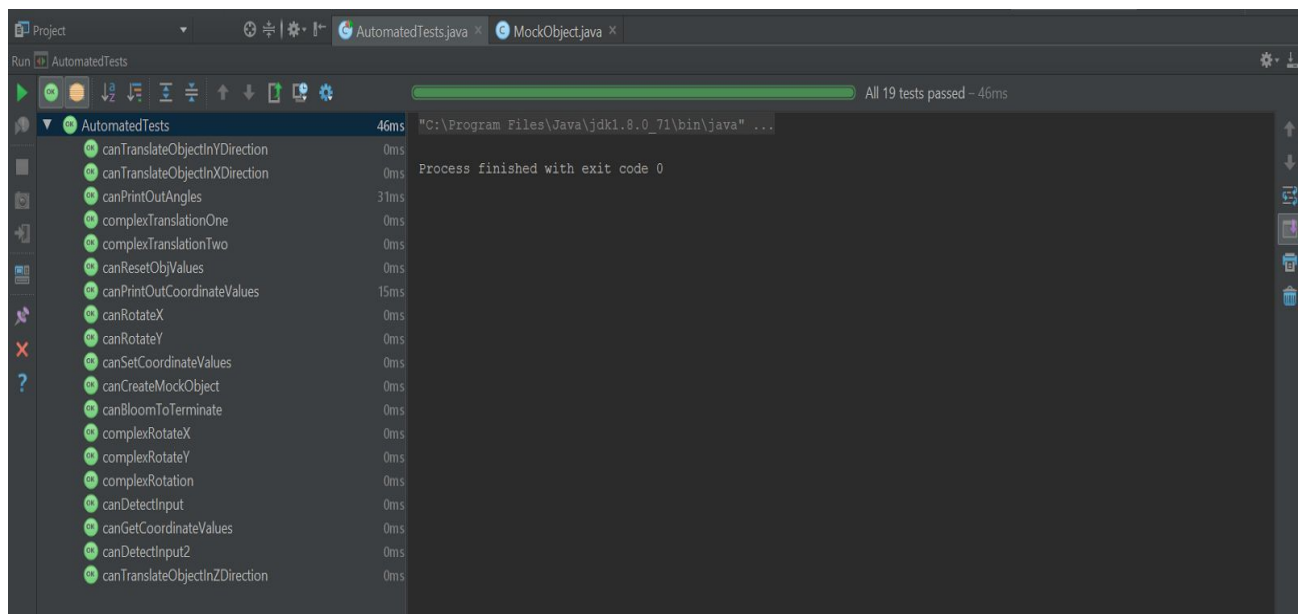 Project AutomatedTests.java × MockObject.java ×
Run AutomatedTests
All 19 tests passed – 46ms
AutomatedTests 46ms "C:\Program Files\Java\jdk1.8.0_71\bin\java" ...
canTranslateObjectInYDirection 0ms
canTranslateObjectInXDirection 0ms Process finished with exit code 0
canPrintOutAngles 31ms
complexTranslationOne 0ms
complexTranslationTwo 0ms
canResetObjValues 0ms
canPrintOutCoordinateValues 15ms
canRotateX 0ms
canRotateY 0ms
canSetCoordinateValues 0ms
canCreateMockObject 0ms
canBloomToTerminate 0ms
complexRotateX 0ms
complexRotateY 0ms
complexRotation 0ms
canDetectInput 0ms
canGetCoordinateValues 0ms
canDetectInput2 0ms
canTranslateObjectInZDirection 0ms